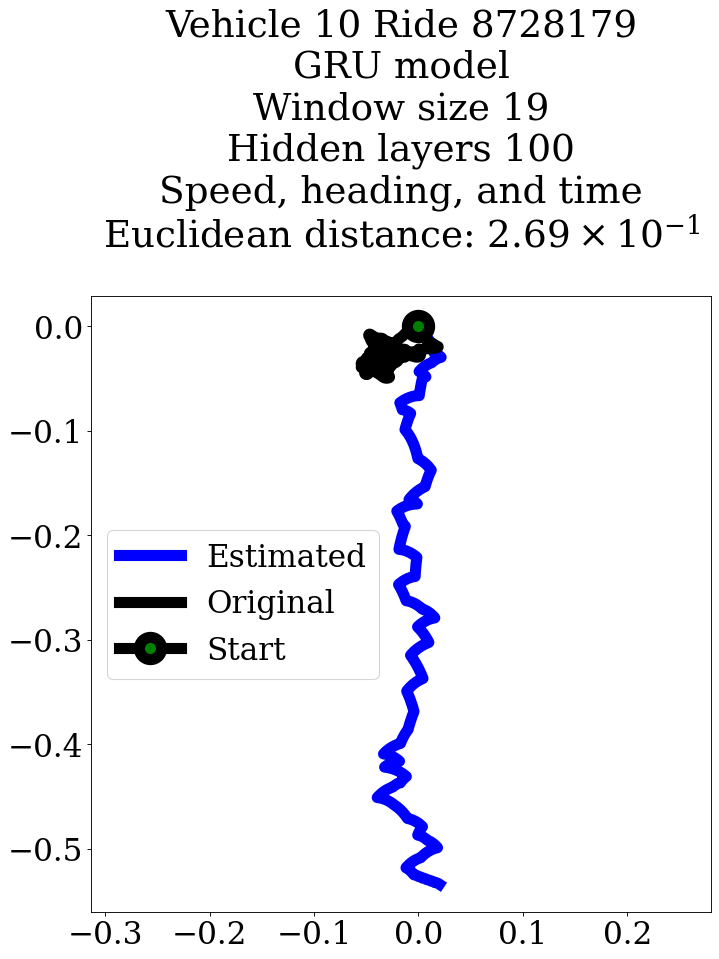 Vehicle 10 Ride 8728179
GRU model
Window size 19
Hidden layers 100
Speed, heading, and time
Euclidean distance: 2.69 × 10⁻¹
0.0
−0.1
−0.2
−0.3
−0.4
−0.5
Estimated
Original
Start
−0.3 −0.2 −0.1 0.0 0.1 0.2